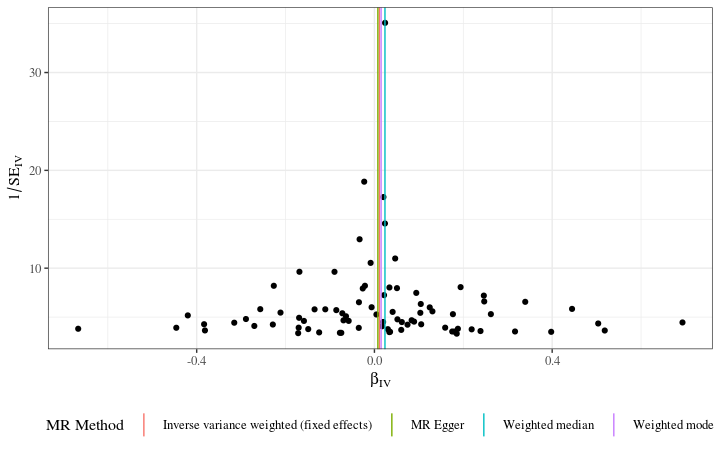 30
20
10
1/SE_IV
-0.4
0.0
0.4
β_IV
MR Method
Inverse variance weighted (fixed effects)
MR Egger
Weighted median
Weighted mode